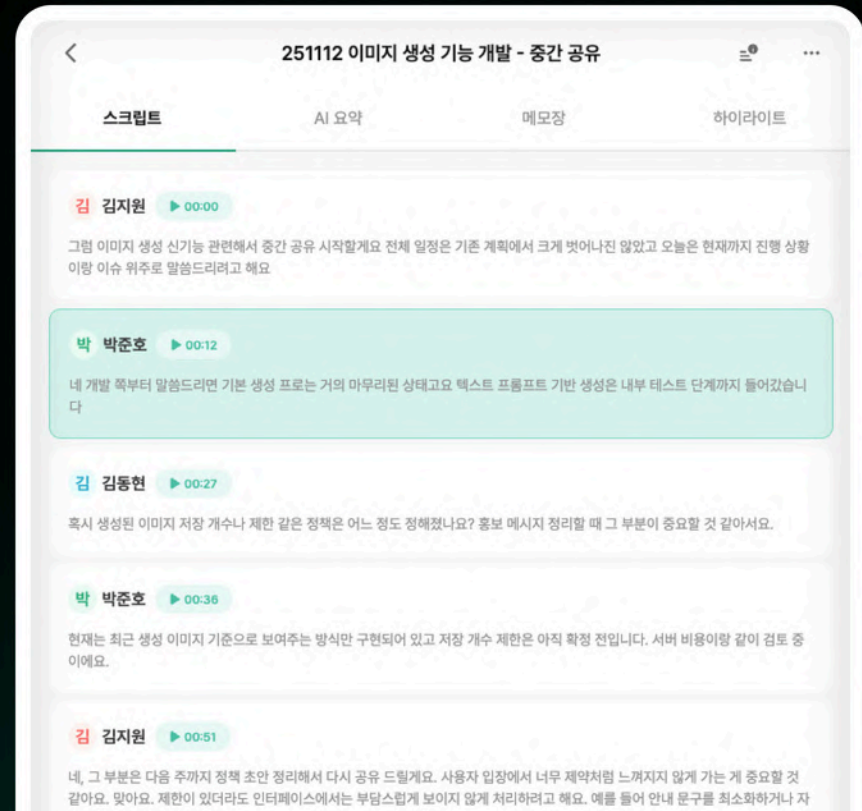 251112 이미지 생성 기능 개발 - 중간 공유
스크립트
AI 요약
메모장
하이라이트
김 김지원 00:00
그럼 이미지 생성 신기능 관련해서 중간 공유 시작할게요 전체 일정은 기존 계획에서 크게 벗어나진 않았고 오늘은 현재까지 진행 상황
이랑 이슈 위주로 말씀드리려고 해요
박 박준호 00:12
네 개발 쪽부터 말씀드리면 기본 생성 프로는 거의 마무리된 상태고요 텍스트 프롬프트 기반 생성은 내부 테스트 단계까지 들어갔습니
다
김 김동현 00:27
혹시 생성된 이미지 저장 개수나 제한 같은 정책은 어느 정도 정해졌나요? 홍보 메시지 정리할 때 그 부분이 중요할 것 같아서요.
박 박준호 00:36
현재는 최근 생성 이미지 기준으로 보여주는 방식만 구현되어 있고 저장 개수 제한은 아직 확정 전입니다. 서버 비용이랑 같이 검토 중
이에요.
김 김지원 00:51
네, 그 부분은 다음 주까지 정책 초안 정리해서 다시 공유 드릴게요. 사용자 입장에서 너무 제약처럼 느껴지지 않게 가는 게 중요할 것
같아요. 맞아요. 제한이 있더라도 인터페이스에서는 부담스럽게 보이지 않게 처리하려고 해요. 예를 들어 안내 문구를 최소화하거나 자